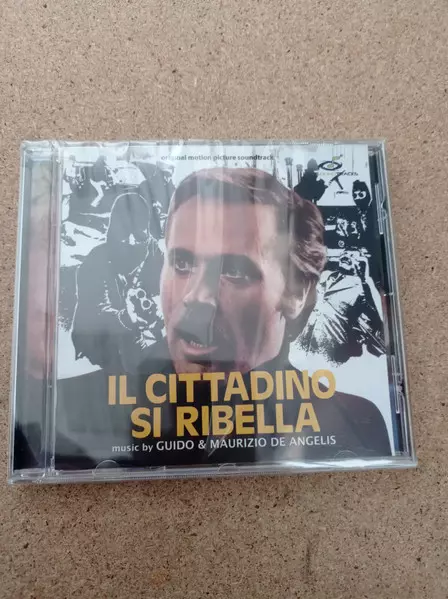 original motion picture soundtrack
IL CITTADINO
SI RIBELLA
music by GUIDO & MAURIZIO DE ANGELIS